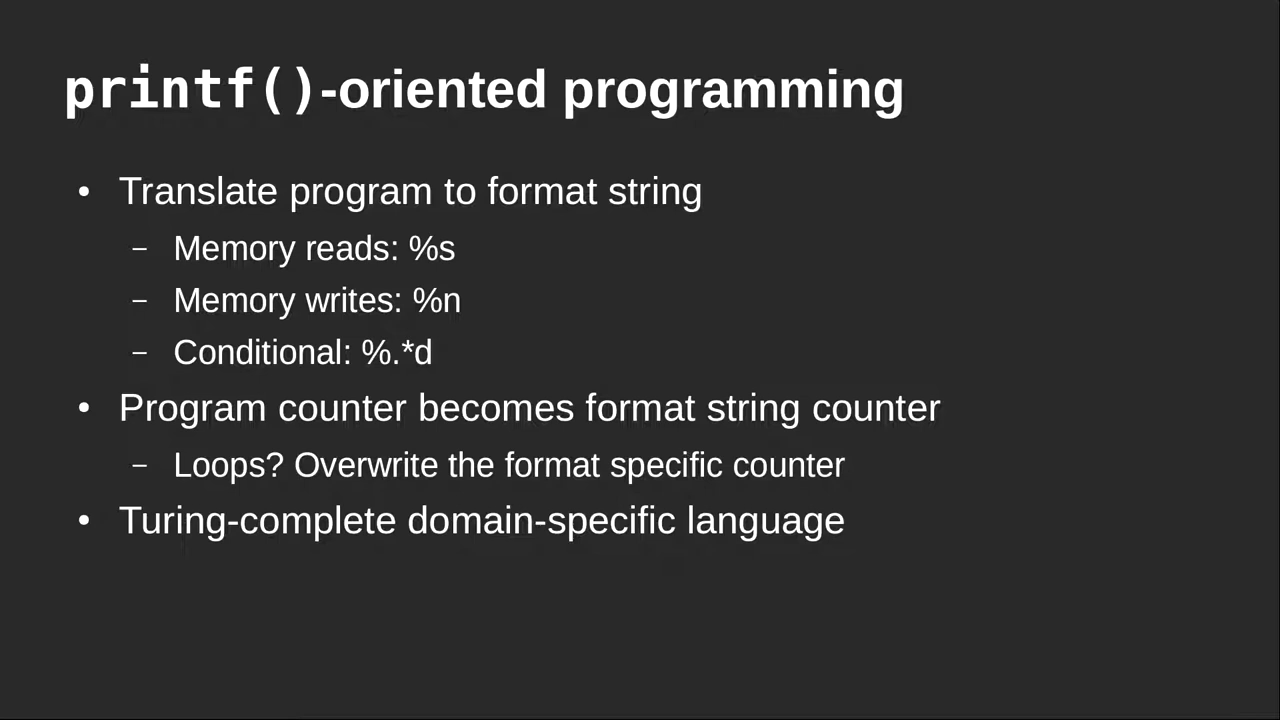 printf()-oriented programming
• Translate program to format string
– Memory reads: %s
– Memory writes: %n
– Conditional: %.*d
• Program counter becomes format string counter
– Loops? Overwrite the format specific counter
• Turing-complete domain-specific language